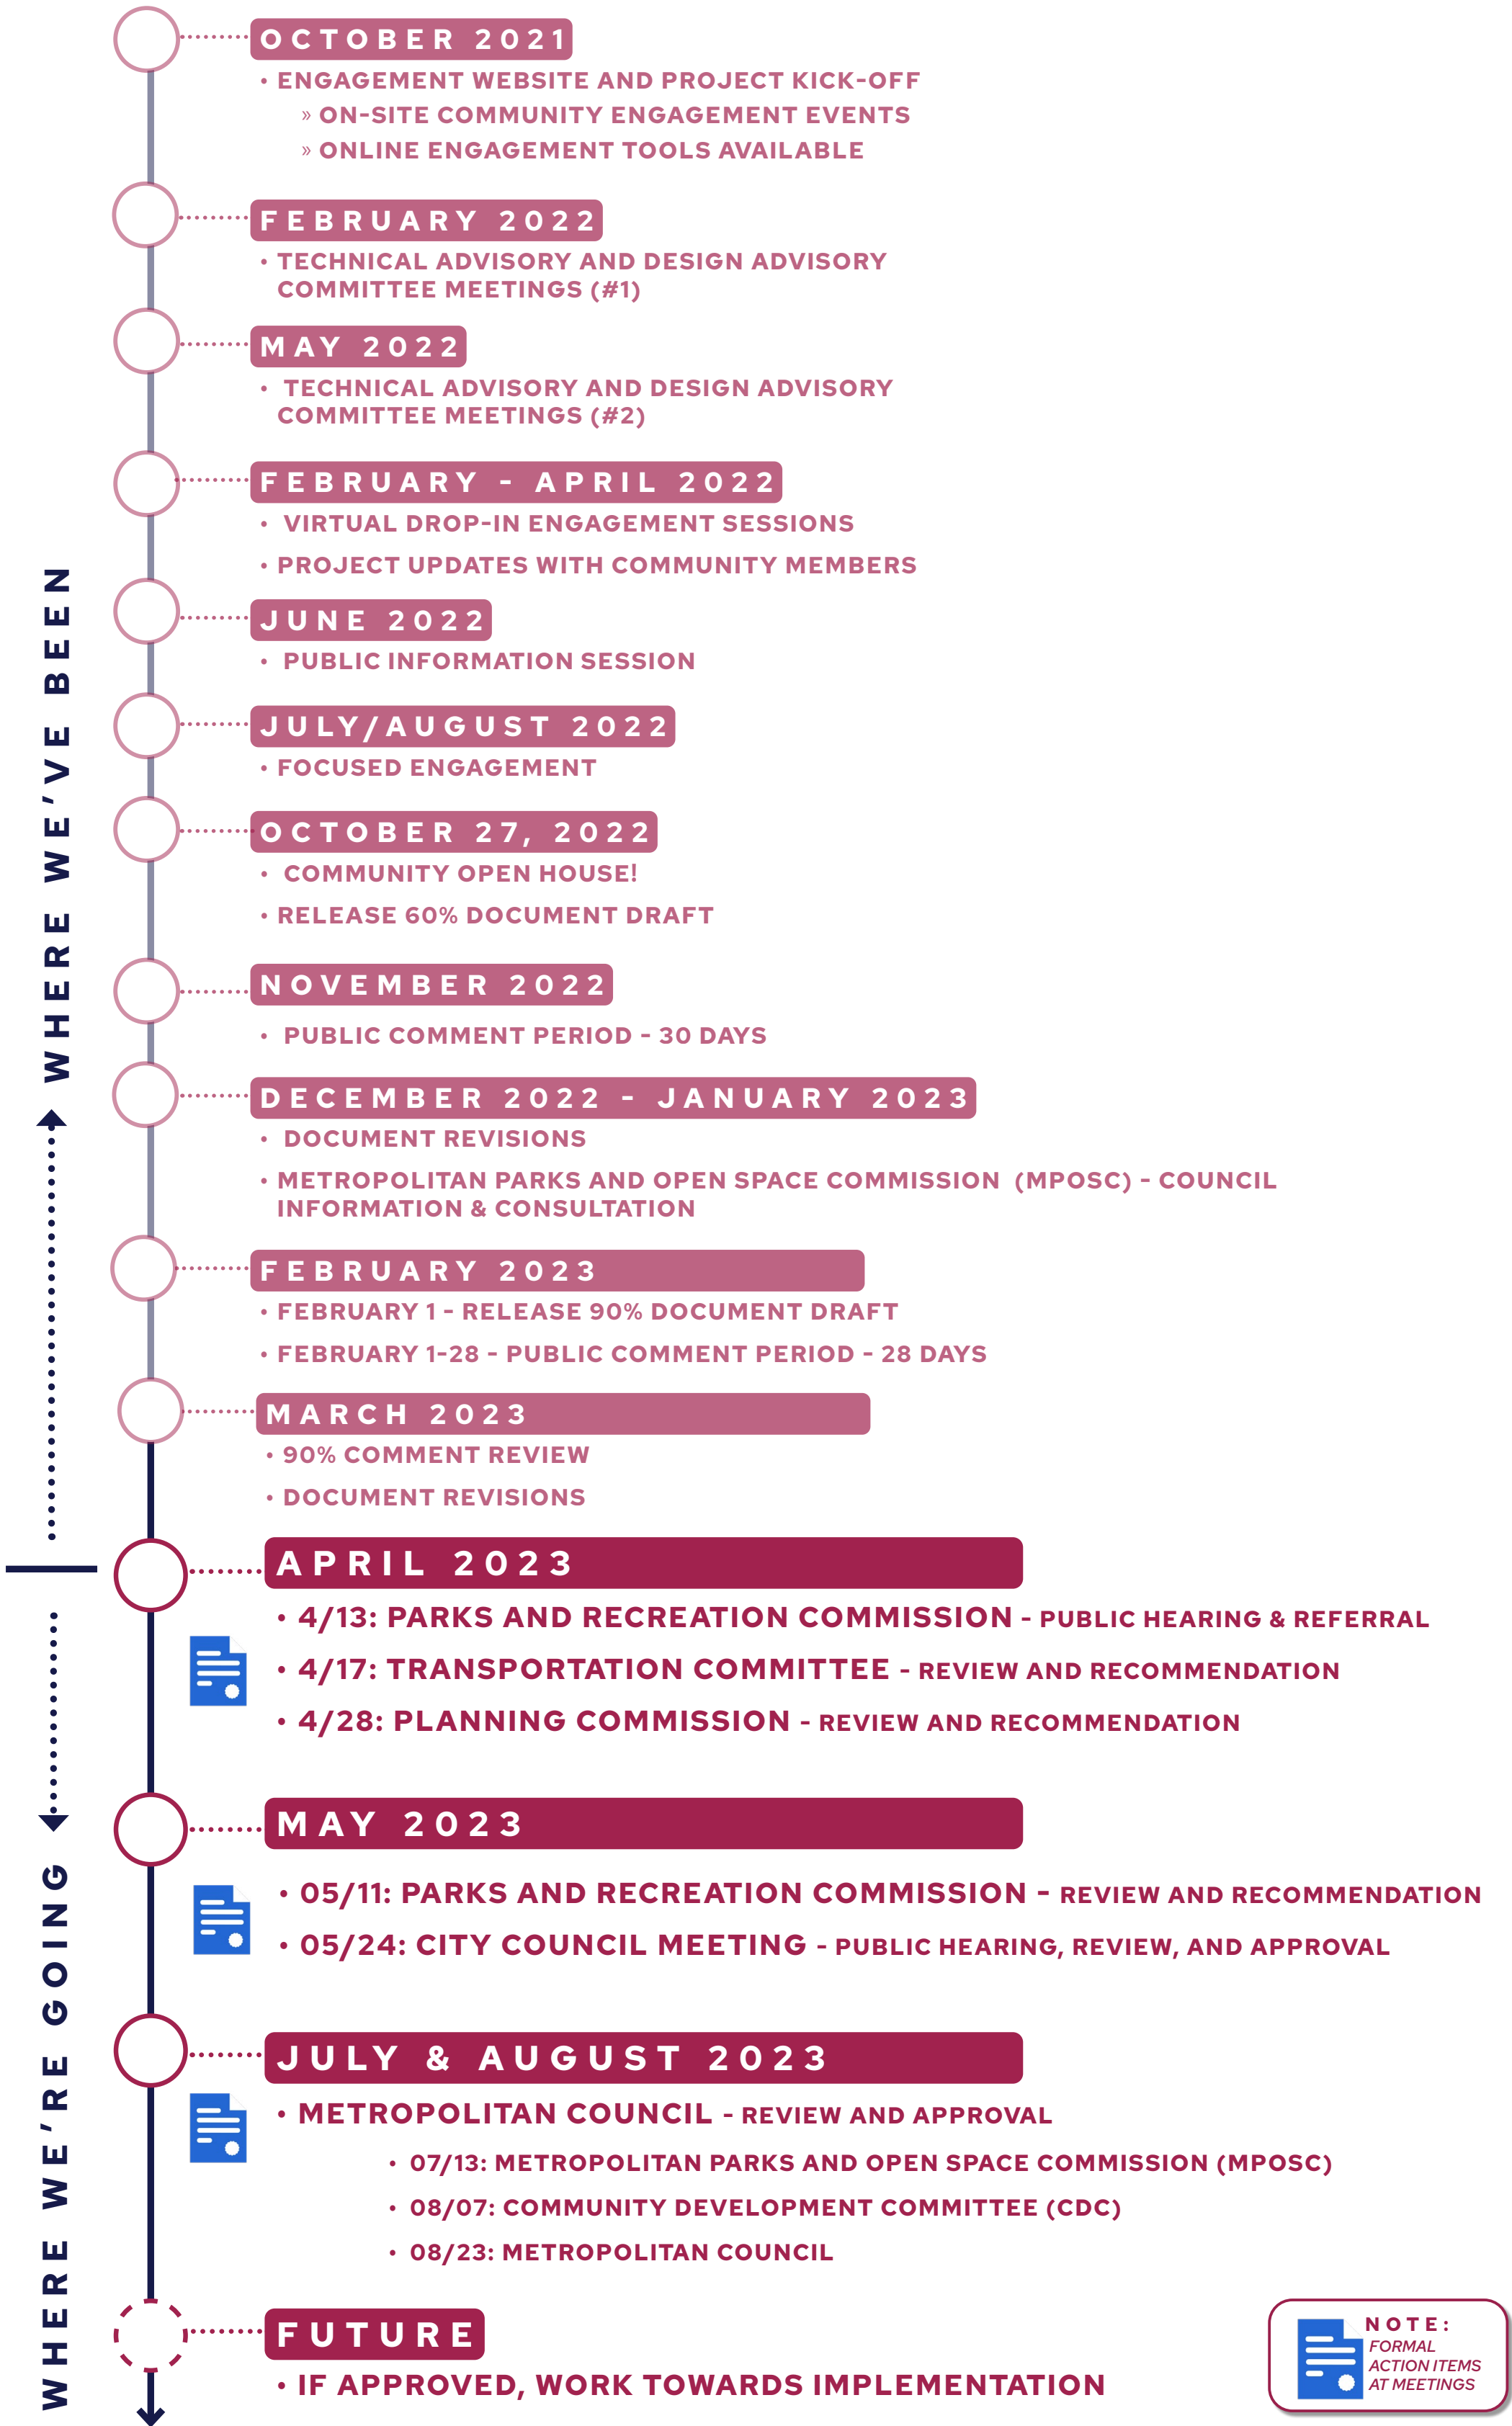 OCTOBER 2021
• ENGAGEMENT WEBSITE AND PROJECT KICK-OFF
» ON-SITE COMMUNITY ENGAGEMENT EVENTS
» ONLINE ENGAGEMENT TOOLS AVAILABLE
FEBRUARY 2022
• TECHNICAL ADVISORY AND DESIGN ADVISORY
COMMITTEE MEETINGS (#1)
MAY 2022
• TECHNICAL ADVISORY AND DESIGN ADVISORY
COMMITTEE MEETINGS (#2)
FEBRUARY - APRIL 2022
• VIRTUAL DROP-IN ENGAGEMENT SESSIONS
• PROJECT UPDATES WITH COMMUNITY MEMBERS
JUNE 2022
• PUBLIC INFORMATION SESSION
JULY/AUGUST 2022
• FOCUSED ENGAGEMENT
OCTOBER 27, 2022
• COMMUNITY OPEN HOUSE!
• RELEASE 60% DOCUMENT DRAFT
NOVEMBER 2022
• PUBLIC COMMENT PERIOD - 30 DAYS
DECEMBER 2022 - JANUARY 2023
• DOCUMENT REVISIONS
• METROPOLITAN PARKS AND OPEN SPACE COMMISSION (MPOSC) - COUNCIL
INFORMATION & CONSULTATION
FEBRUARY 2023
• FEBRUARY 1 - RELEASE 90% DOCUMENT DRAFT
• FEBRUARY 1-28 - PUBLIC COMMENT PERIOD - 28 DAYS
MARCH 2023
• 90% COMMENT REVIEW
• DOCUMENT REVISIONS
WHERE WE'VE BEEN
APRIL 2023
• 4/13: PARKS AND RECREATION COMMISSION - PUBLIC HEARING & REFERRAL
• 4/17: TRANSPORTATION COMMITTEE - REVIEW AND RECOMMENDATION
• 4/28: PLANNING COMMISSION - REVIEW AND RECOMMENDATION
MAY 2023
• 05/11: PARKS AND RECREATION COMMISSION - REVIEW AND RECOMMENDATION
• 05/24: CITY COUNCIL MEETING - PUBLIC HEARING, REVIEW, AND APPROVAL
JULY & AUGUST 2023
• METROPOLITAN COUNCIL - REVIEW AND APPROVAL
• 07/13: METROPOLITAN PARKS AND OPEN SPACE COMMISSION (MPOSC)
• 08/07: COMMUNITY DEVELOPMENT COMMITTEE (CDC)
• 08/23: METROPOLITAN COUNCIL
FUTURE
• IF APPROVED, WORK TOWARDS IMPLEMENTATION
WHERE WE'RE GOING
NOTE:
FORMAL
ACTION ITEMS
AT MEETINGS